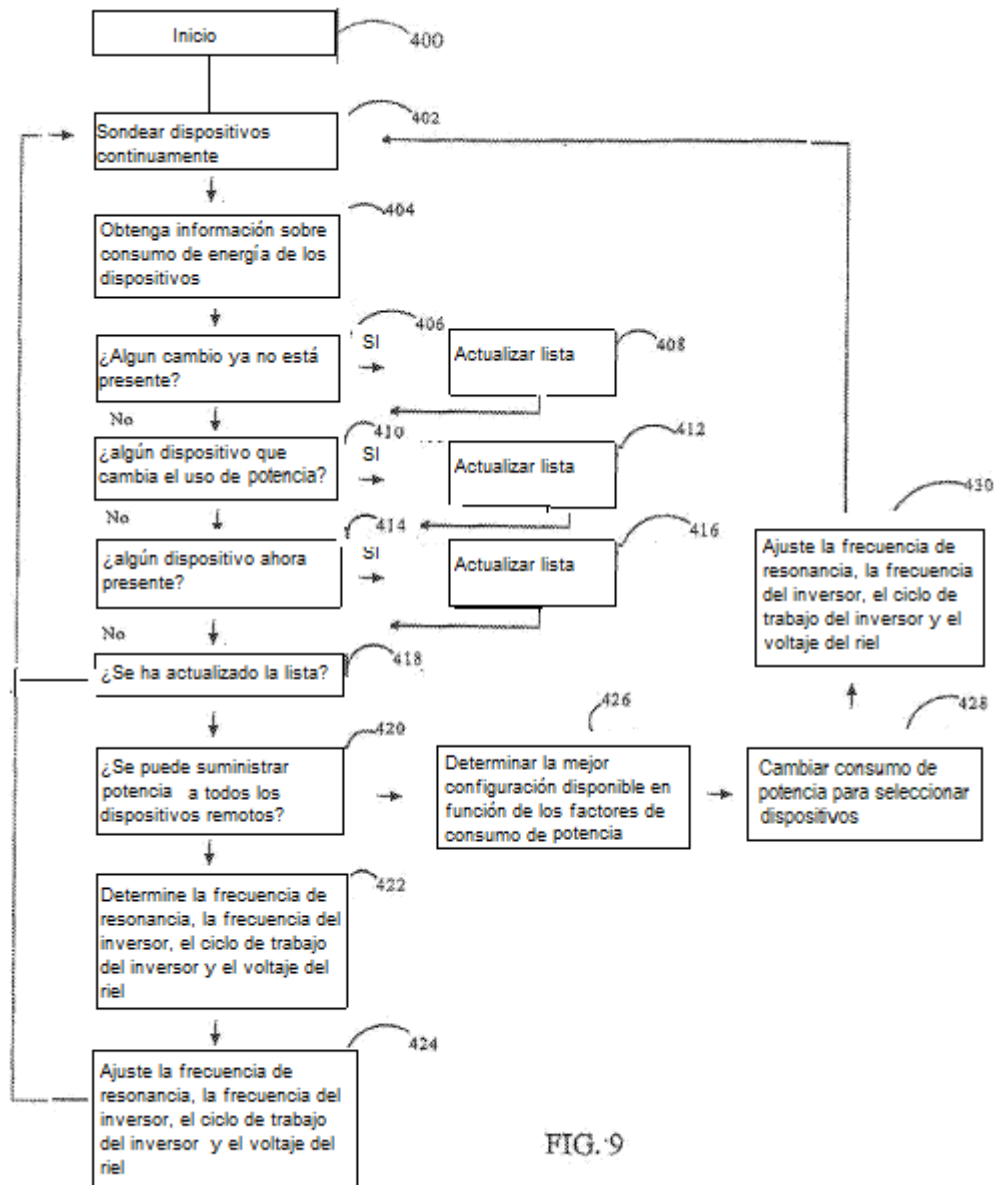 Inicio
400
Sondear dispositivos
continuamente
402
Obtenga información sobre
consumo de energía de los
dispositivos
404
¿Algun cambio ya no está
presente?
406
SI
Actualizar lista
408
No
¿algún dispositivo que
cambia el uso de potencia?
410
SI
Actualizar lista
412
No
¿algún dispositivo ahora
presente?
414
SI
Actualizar lista
416
No
¿Se ha actualizado la lista?
418
¿Se puede suministrar
potencia a todos los
dispositivos remotos?
420
Determinar la mejor
configuración disponible en
función de los factores de
consumo de potencia
426
Cambiar consumo de
potencia para seleccionar
dispositivos
428
Ajuste la frecuencia de
resonancia, la frecuencia
del inversor, el ciclo de
trabajo del inversor y el
voltaje del riel
430
Determine la frecuencia de
resonancia, la frecuencia del
inversor, el ciclo de trabajo
del inversor y el voltaje del
riel
422
Ajuste la frecuencia de
resonancia, la frecuencia del
inversor, el ciclo de trabajo
del inversor y el voltaje del
riel
424
FIG. 9